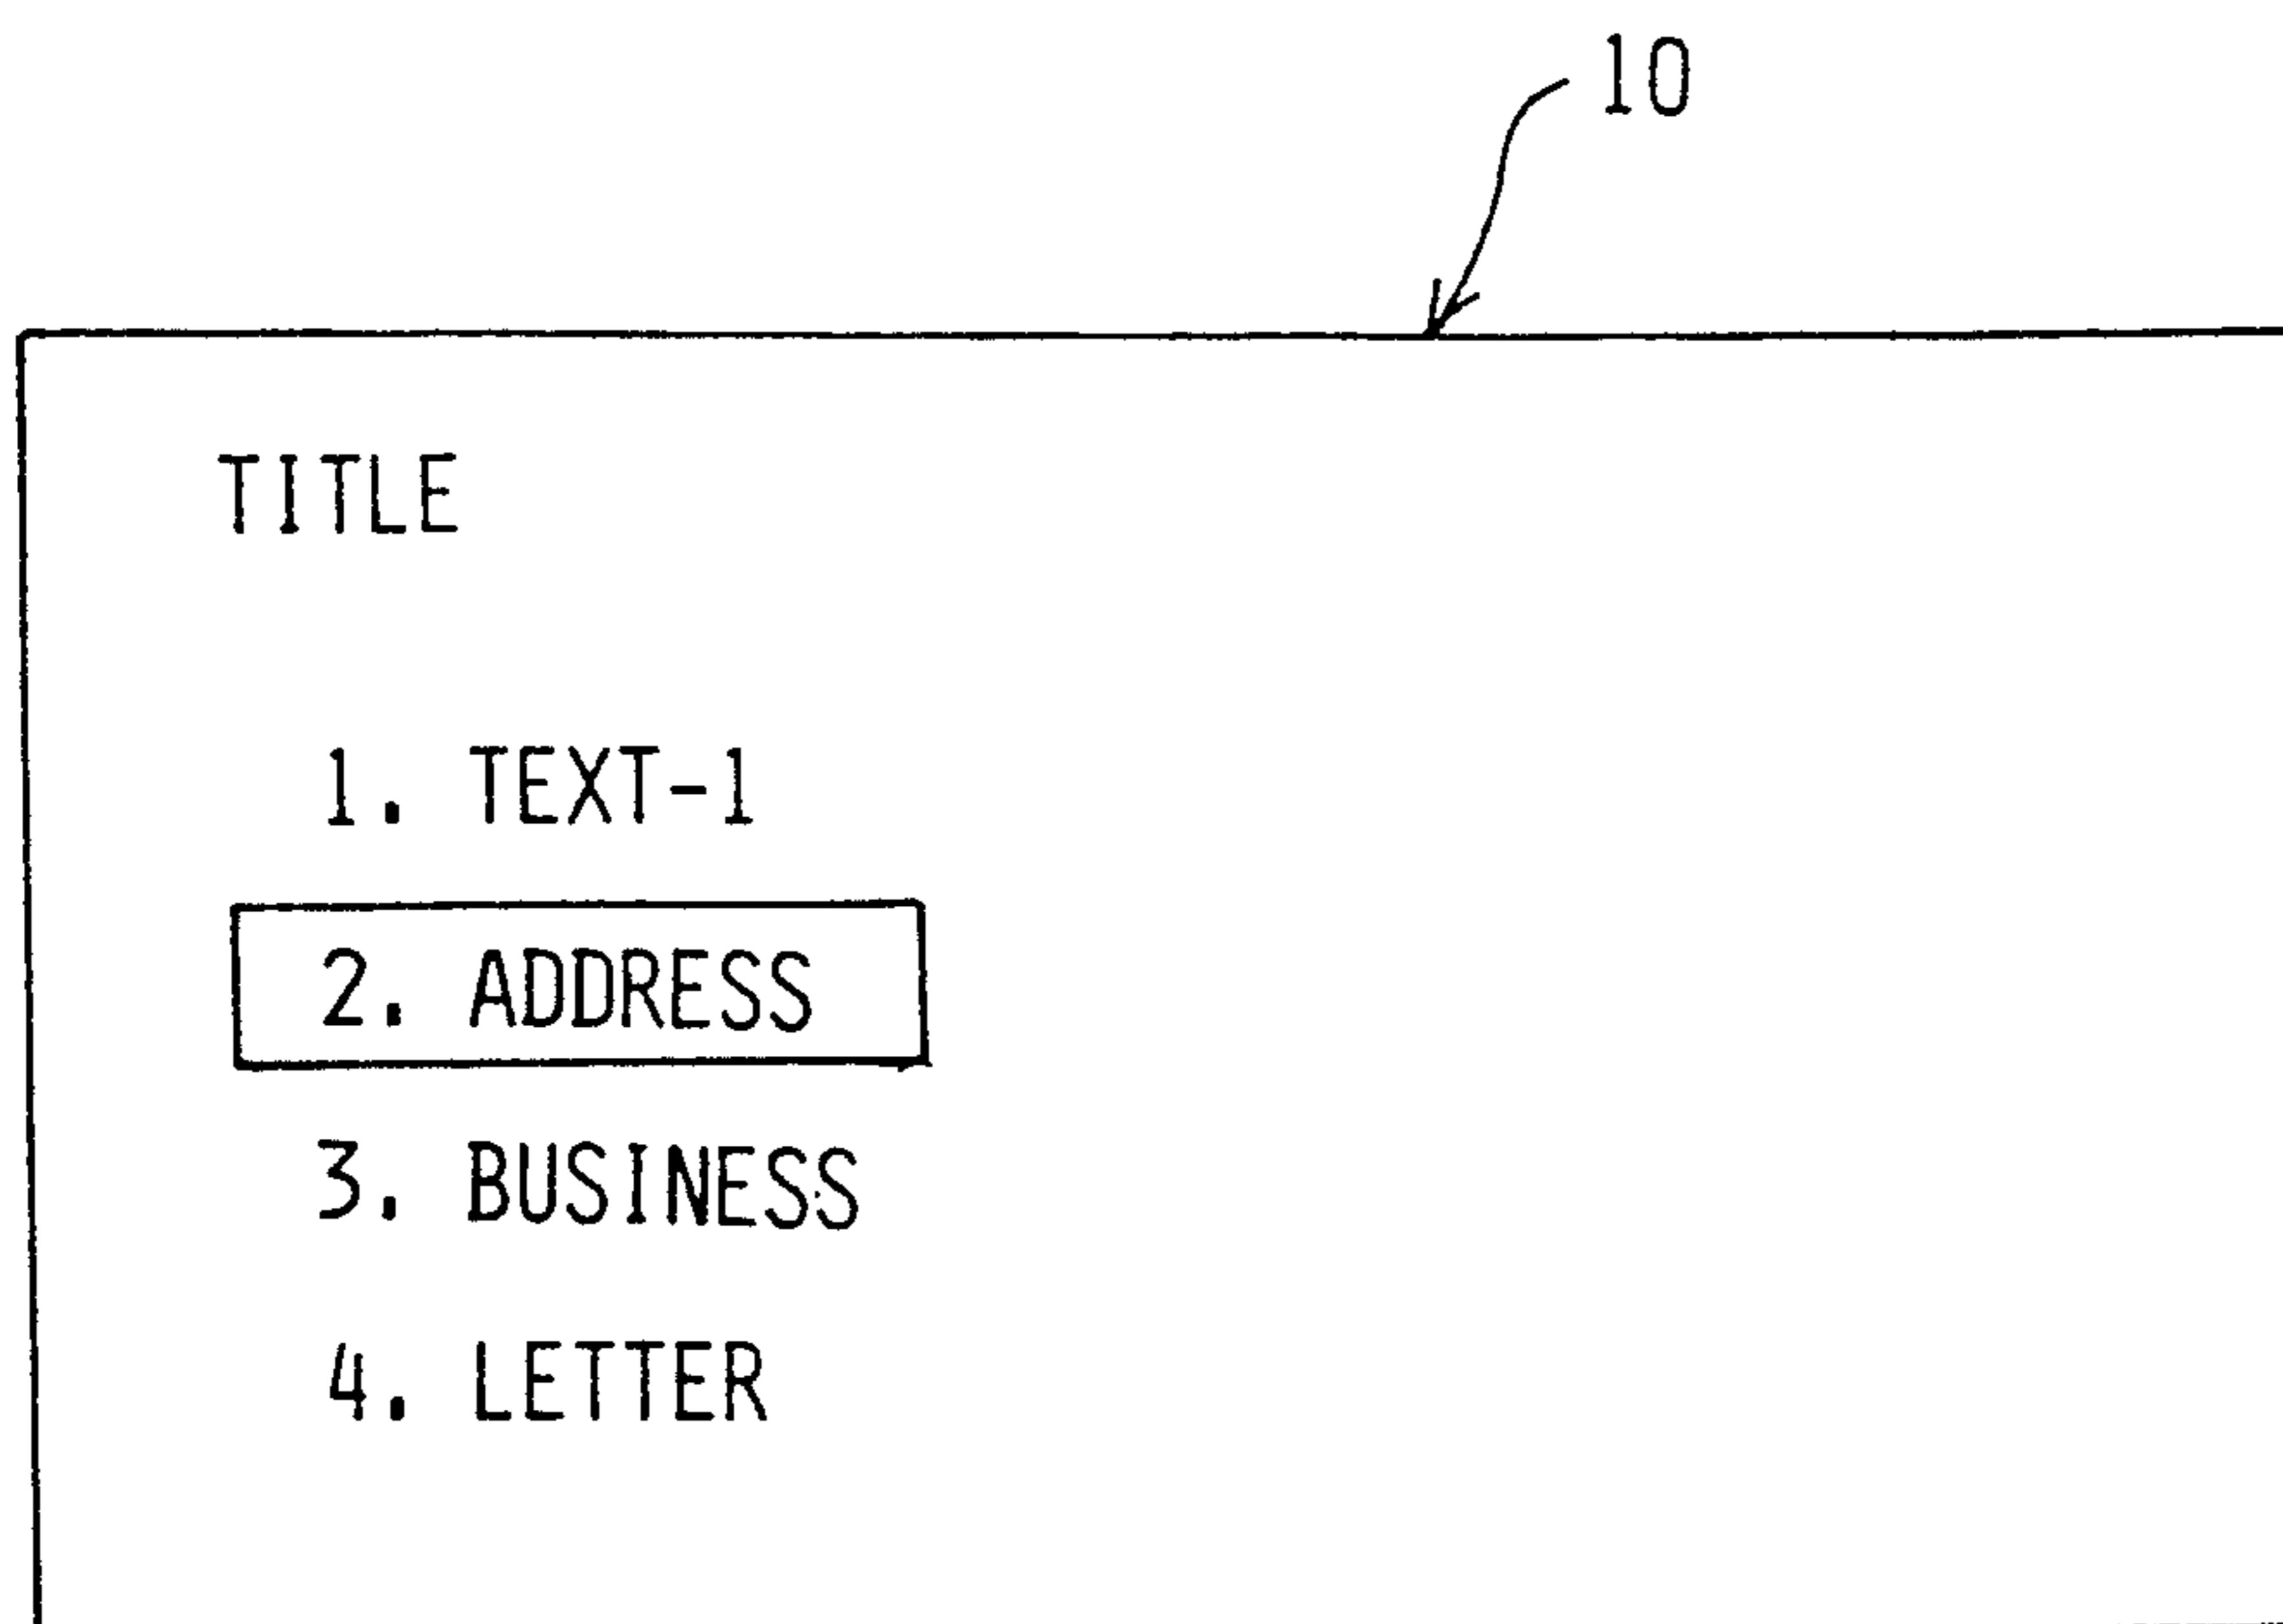 10
TITLE
1. TEXT-1
2. ADDRESS
3. BUSINESS
4. LETTER